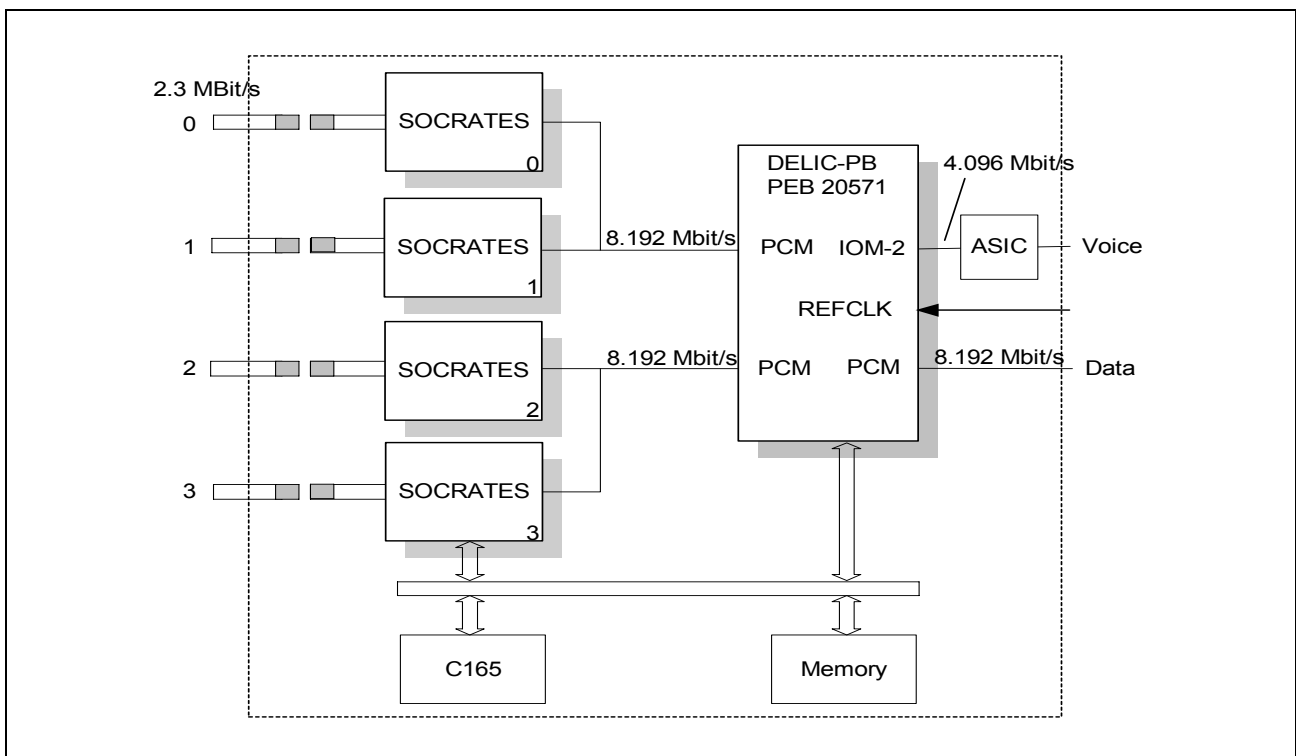 2.3 MBit/s
0
SOCRATES
0
1
SOCRATES
1
8.192 Mbit/s
2
SOCRATES
2
8.192 Mbit/s
3
SOCRATES
3
DELIC-PB
PEB 20571
PCM
IOM-2
REFCLK
PCM
PCM
4.096 Mbit/s
ASIC
Voice
8.192 Mbit/s
Data
C165
Memory